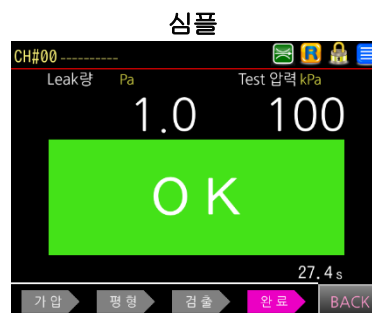 심플
CH#00 ----------
R
Leak량 Pa Test 압력 kPa
1.0 100
OK
27.4 s
가압 평형 검출 완료 BACK